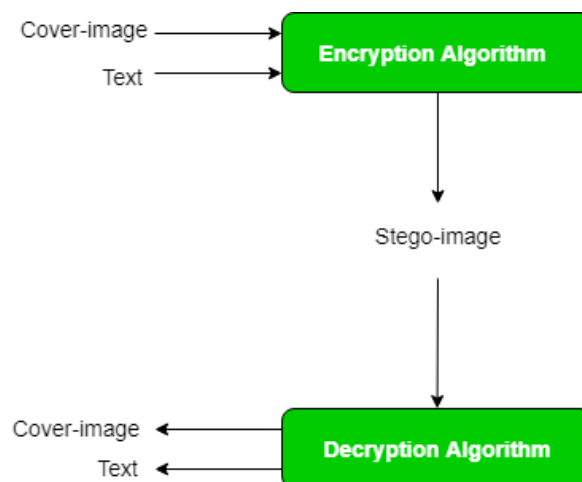 Cover-image
Encryption Algorithm
Text
Stego-image
Cover-image
Decryption Algorithm
Text